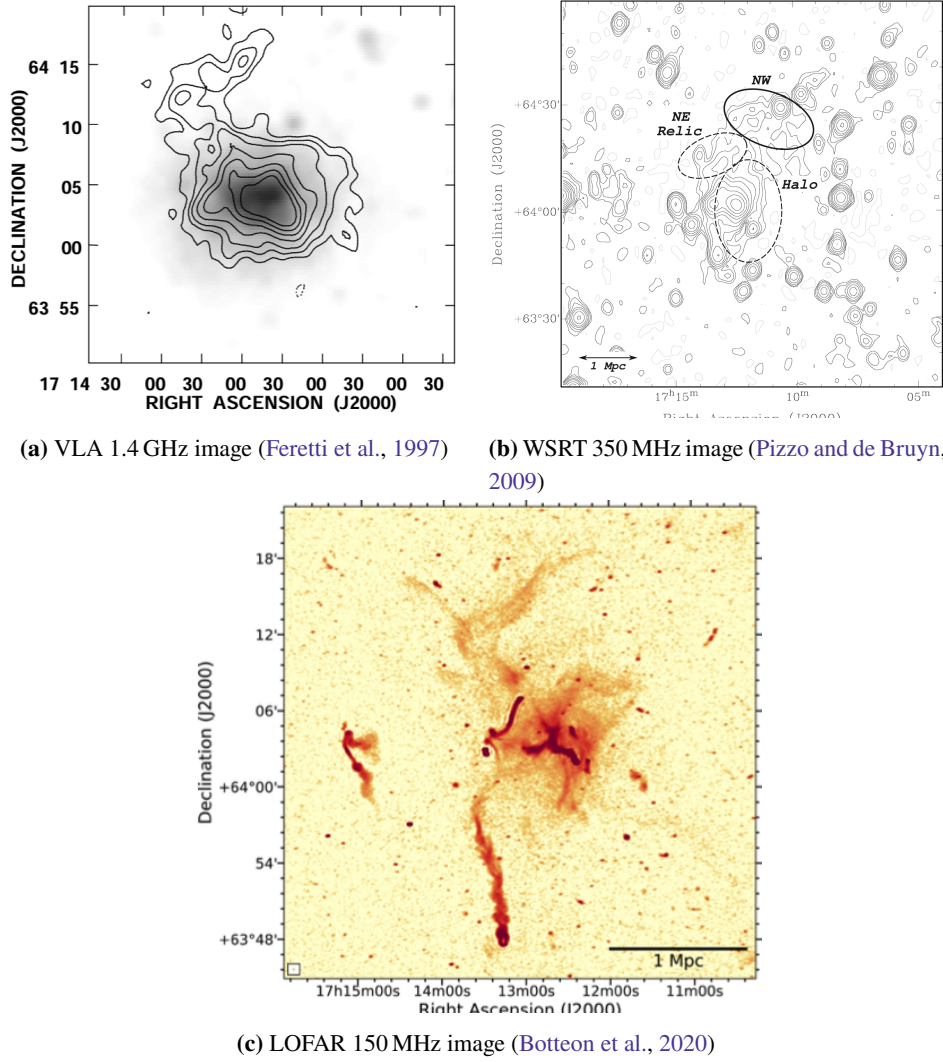 64 15
10
05
00
63 55
DECLINATION (J2000)
17 14 30 00 30 00 30 00 30 00 30
RIGHT ASCENSION (J2000)
+64°30'
+64°00'
+63°30'
Declination (J2000)
NW
NE
Relic
Halo
1 Mpc
17ʰ15ᵐ 10ᵐ 05ᵐ
Right Ascension (J2000)
(a) VLA 1.4 GHz image (Feretti et al., 1997)
(b) WSRT 350 MHz image (Pizzo and de Bruyn,
2009)
18'
12'
06'
+64°00'
54'
+63°48'
Declination (J2000)
1 Mpc
17h15m00s 14m00s 13m00s 12m00s 11m00s
Right Ascension (J2000)
(c) LOFAR 150 MHz image (Botteon et al., 2020)